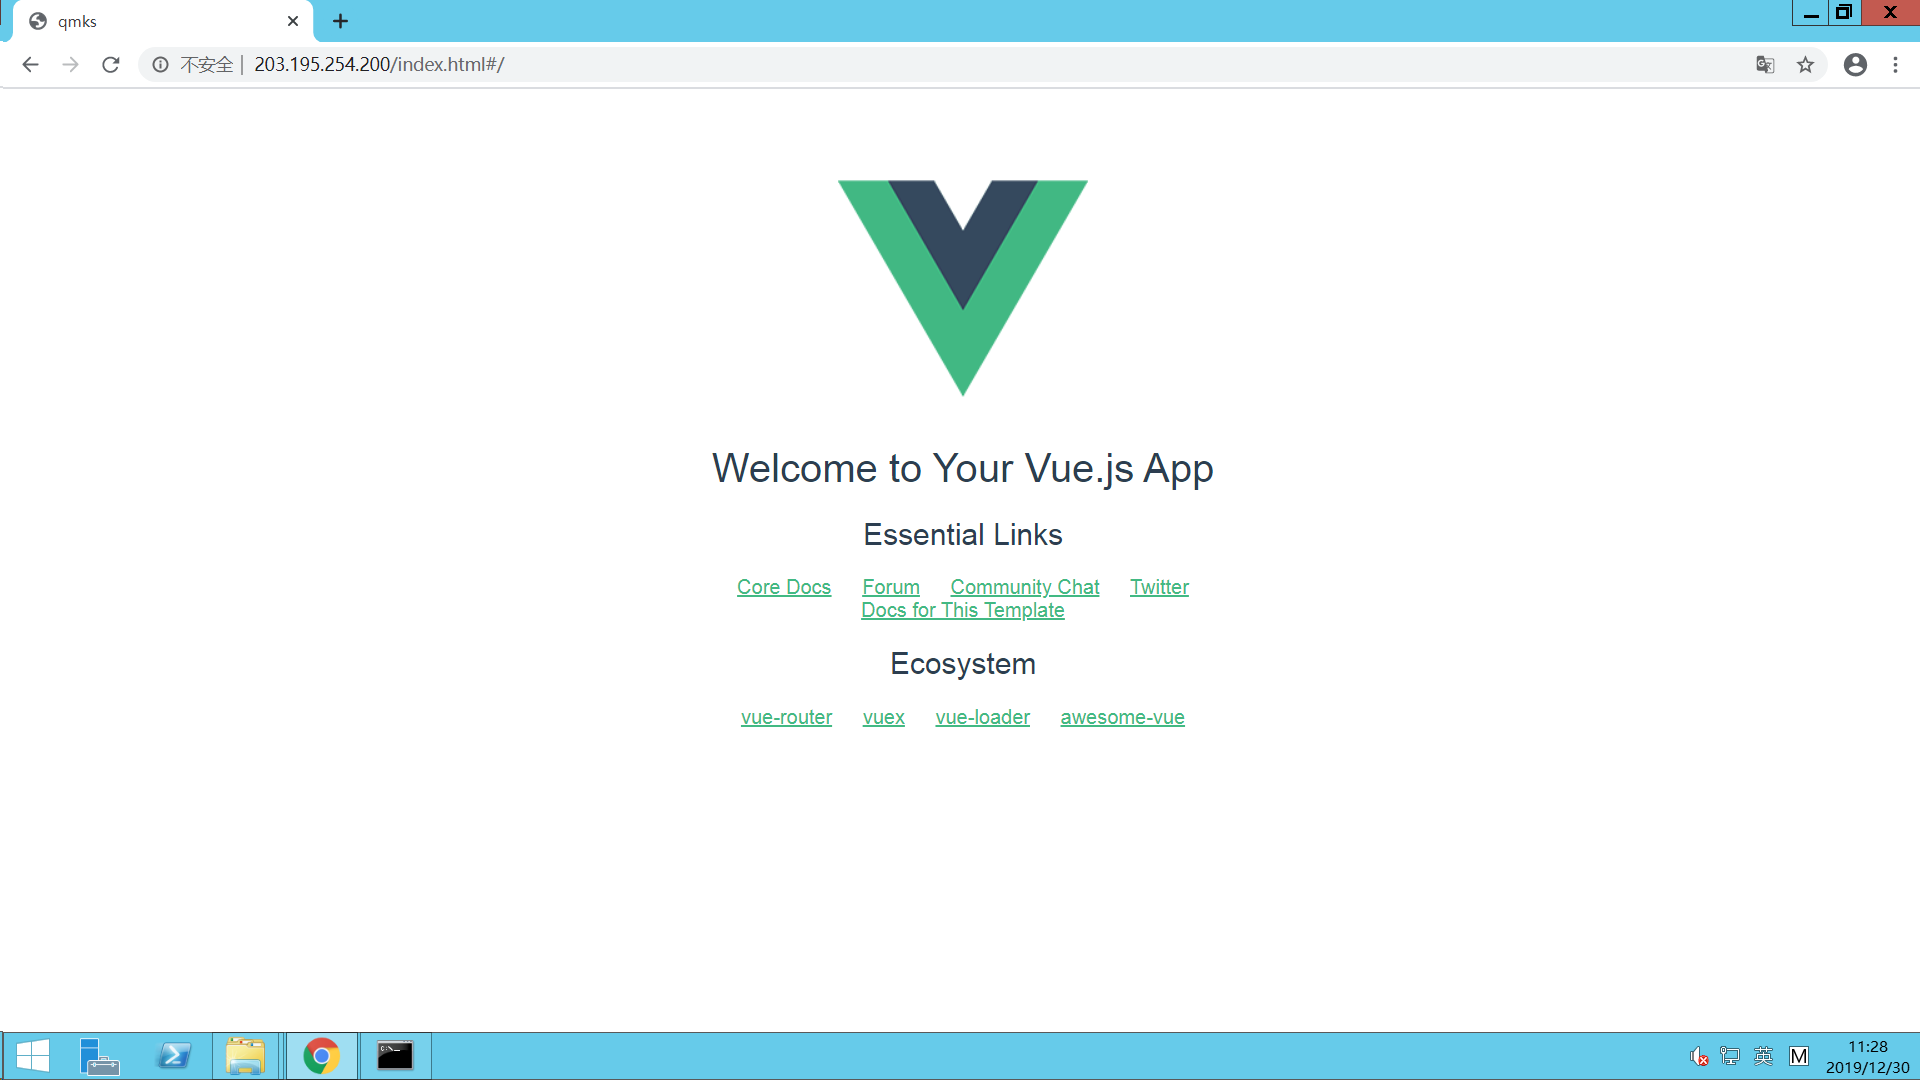 qmks
不安全 203.195.254.200/index.html#/
Welcome to Your Vue.js App
Essential Links
Core Docs Forum Community Chat Twitter
Docs for This Template
Ecosystem
vue-router vuex vue-loader awesome-vue
英 M 11:28
2019/12/30